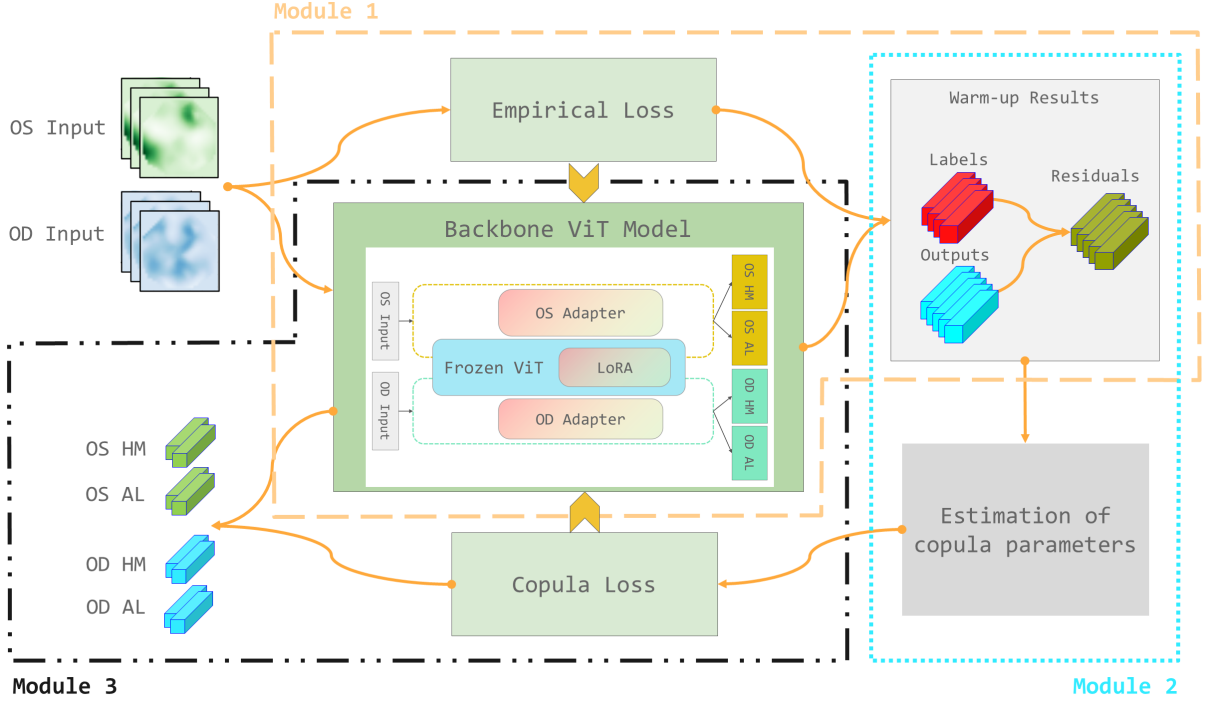 Module 1
OS Input
OD Input
Empirical Loss
Warm-up Results
Labels
Residuals
Outputs
Backbone ViT Model
OS Input
OS Adapter
OS HM
OS AL
Frozen ViT
LoRA
OD Input
OD Adapter
OD HM
OD AL
OS HM
OS AL
OD HM
OD AL
Copula Loss
Estimation of
copula parameters
Module 3
Module 2